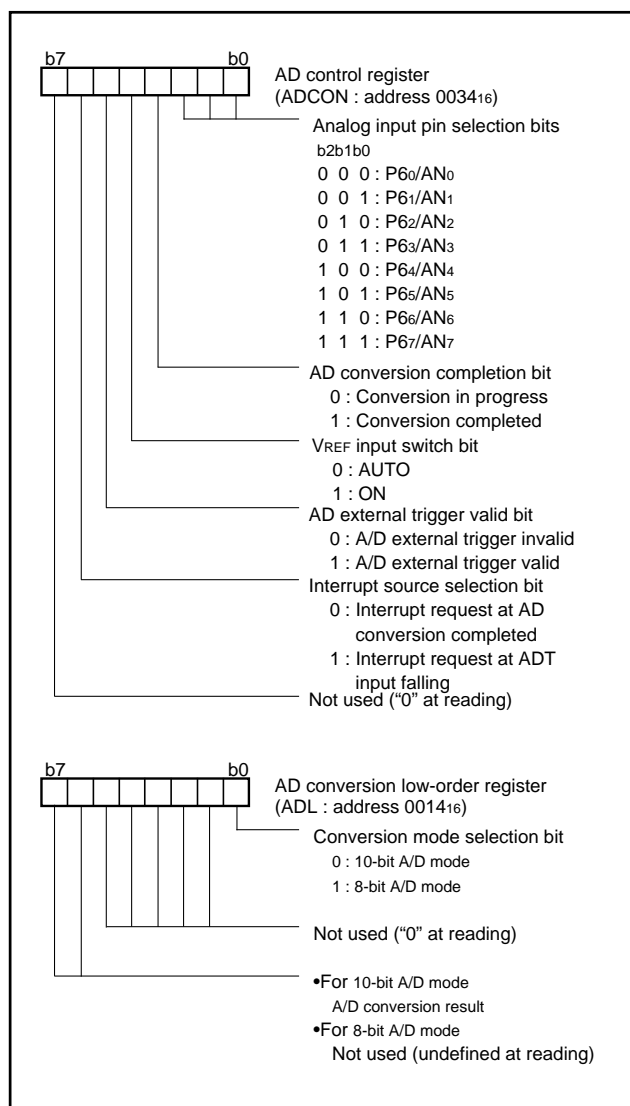 b7 b0
AD control register
(ADCON : address 003416)
Analog input pin selection bits
b2b1b0
0 0 0 : P60/AN0
0 0 1 : P61/AN1
0 1 0 : P62/AN2
0 1 1 : P63/AN3
1 0 0 : P64/AN4
1 0 1 : P65/AN5
1 1 0 : P66/AN6
1 1 1 : P67/AN7
AD conversion completion bit
0 : Conversion in progress
1 : Conversion completed
VREF input switch bit
0 : AUTO
1 : ON
AD external trigger valid bit
0 : A/D external trigger invalid
1 : A/D external trigger valid
Interrupt source selection bit
0 : Interrupt request at AD
conversion completed
1 : Interrupt request at ADT
input falling
Not used (“0” at reading)
b7 b0
AD conversion low-order register
(ADL : address 001416)
Conversion mode selection bit
0 : 10-bit A/D mode
1 : 8-bit A/D mode
Not used (“0” at reading)
•For 10-bit A/D mode
A/D conversion result
•For 8-bit A/D mode
Not used (undefined at reading)